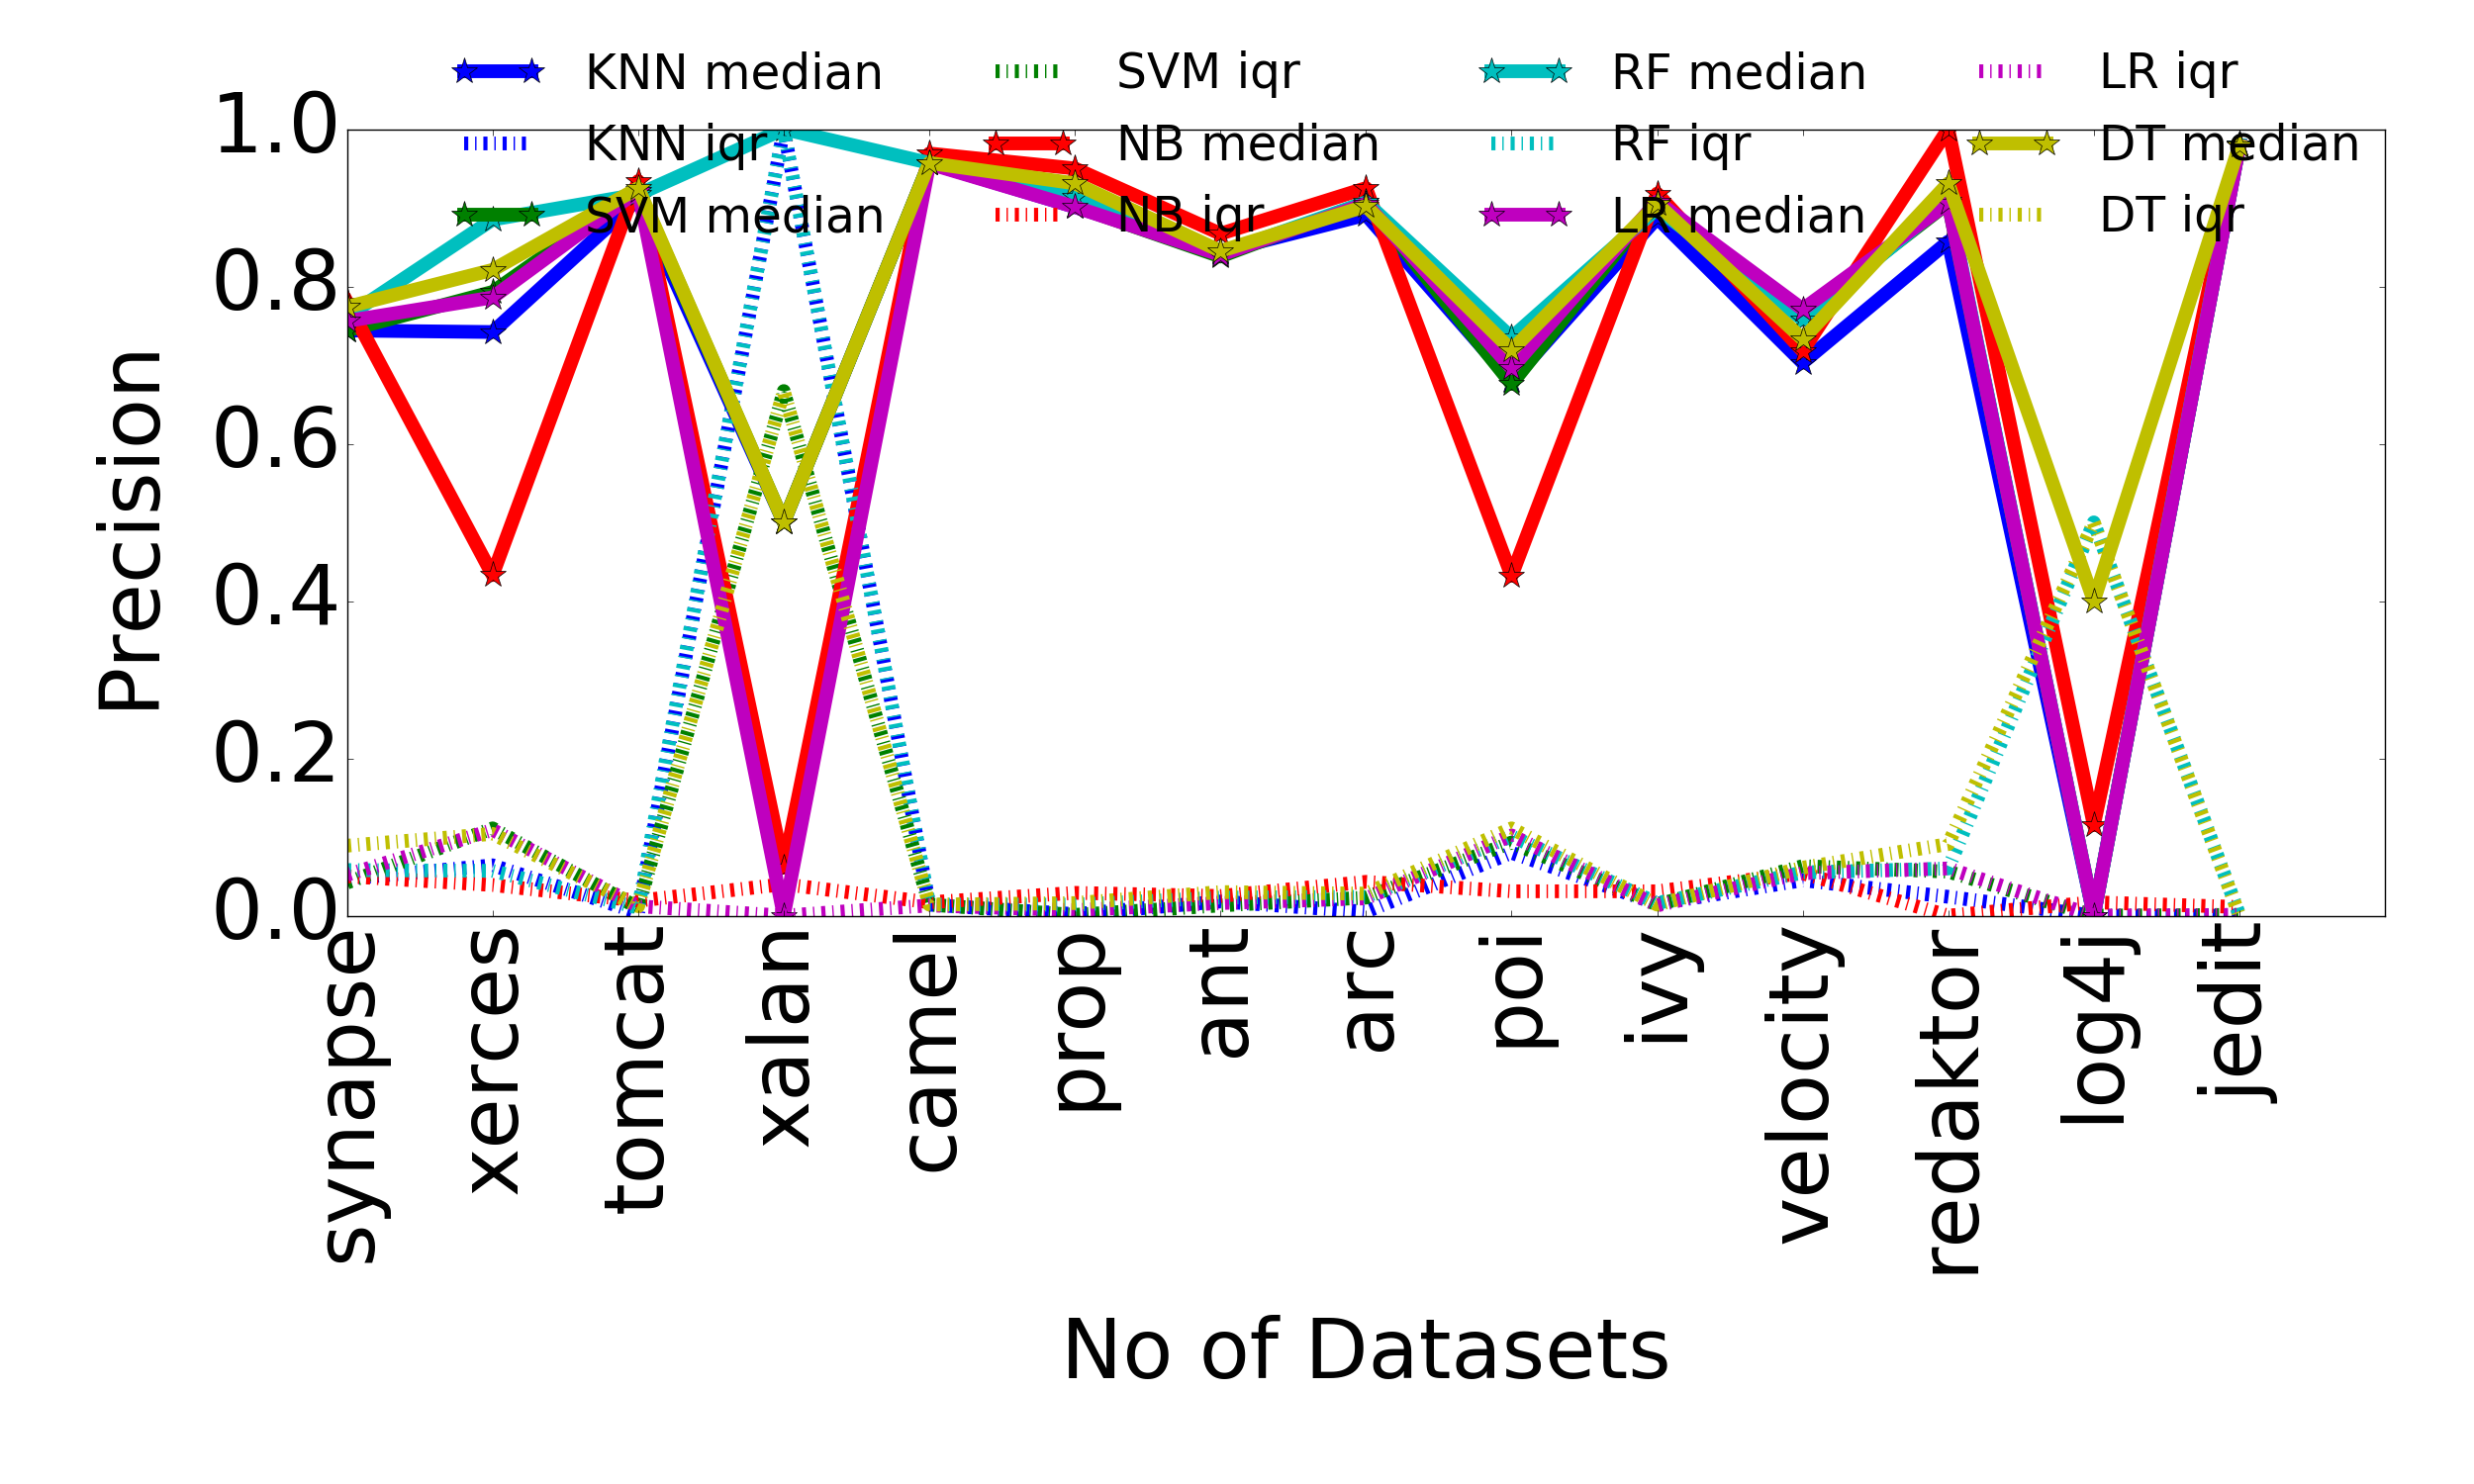 KNN median
KNN iqr
SVM median
SVM iqr
NB median
NB iqr
RF median
RF iqr
LR median
LR iqr
DT median
DT iqr
1.0
0.8
0.6
0.4
0.2
0.0
Precision
synapse
xerces
tomcat
xalan
camel
prop
ant
arc
poi
ivy
velocity
redaktor
log4j
jedit
No of Datasets